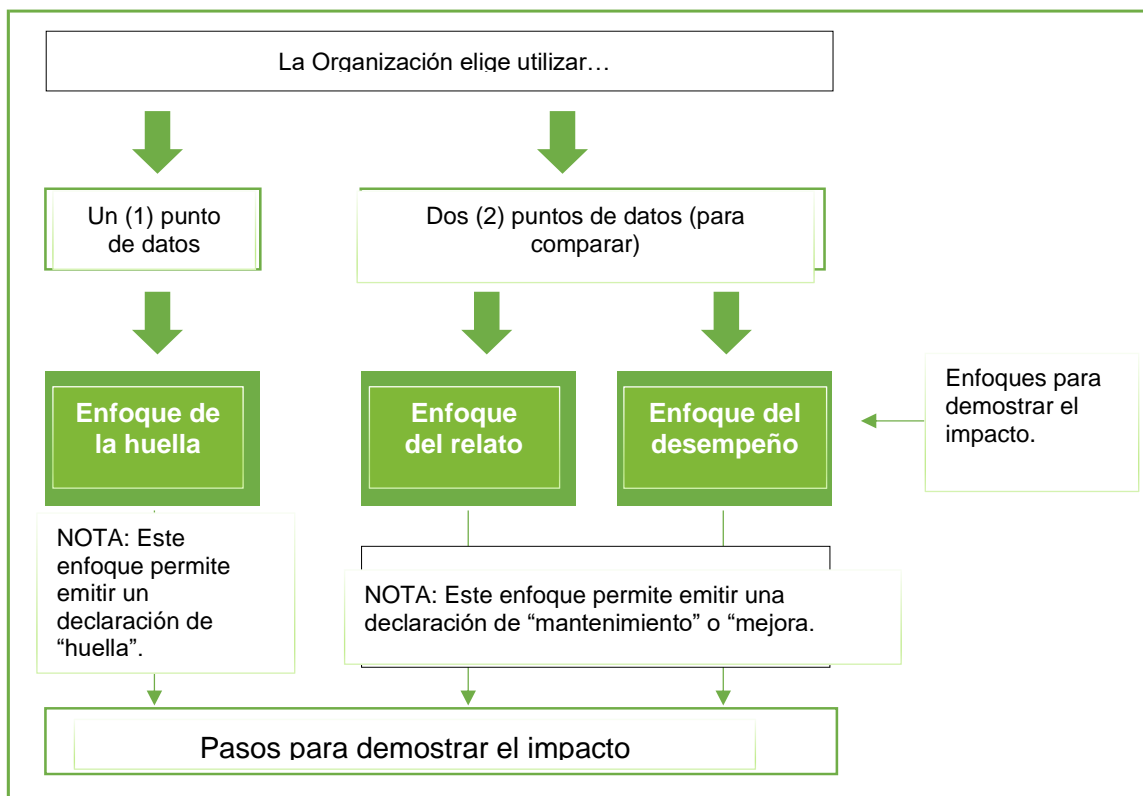 La Organización elige utilizar…
Un (1) punto
de datos
Dos (2) puntos de datos (para
comparar)
Enfoque de
la huella
Enfoque
del relato
Enfoque del
desempeño
Enfoques para
demostrar el
impacto.
NOTA: Este
enfoque permite
emitir un
declaración de
“huella”.
NOTA: Este enfoque permite emitir una
declaración de “mantenimiento” o “mejora.
Pasos para demostrar el impacto